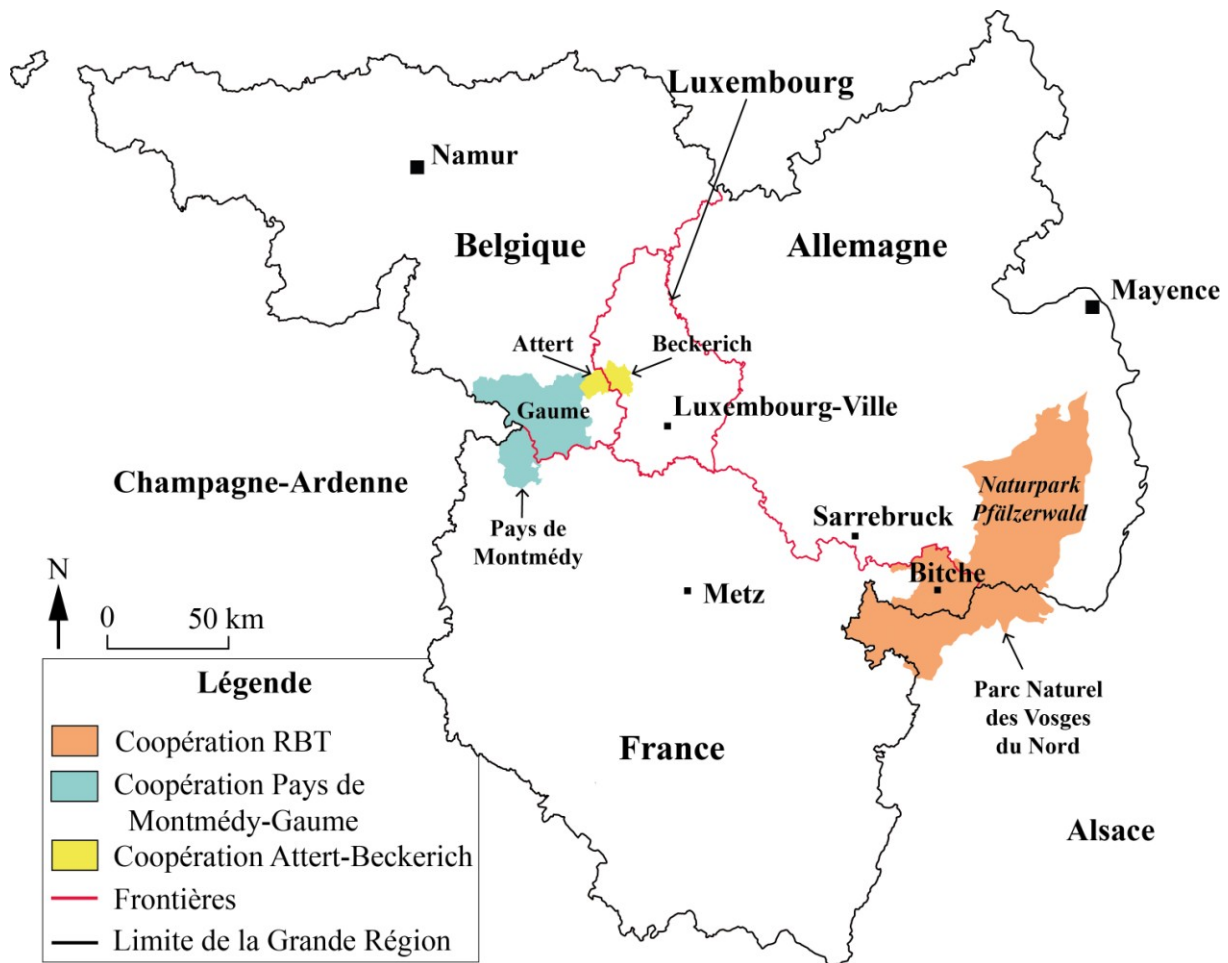 Luxembourg
Namur
Belgique
Allemagne
Mayence
Attert
Beckerich
Gaume
Luxembourg-Ville
Champagne-Ardenne
Naturpark
Pfälzerwald
Pays de
Montmédy
Sarrebruck
Bitche
Metz
N
0 50 km
Parc Naturel
des Vosges
du Nord
France
Alsace
Légende
Coopération RBT
Coopération Pays de
Montmédy-Gaume
Coopération Attert-Beckerich
Frontières
Limite de la Grande Région